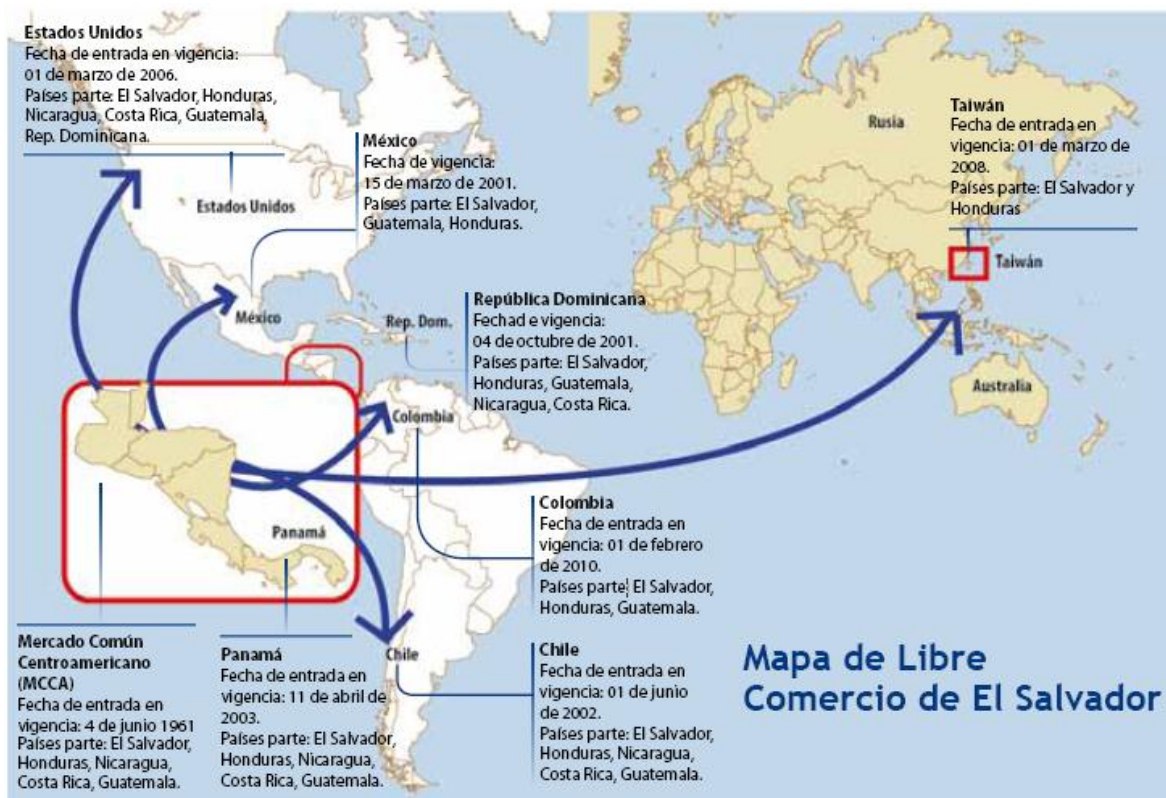 Estados Unidos
Fecha de entrada en vigencia:
01 de marzo de 2006.
Países parte: El Salvador, Honduras,
Nicaragua, Costa Rica, Guatemala,
Rep. Dominicana.
México
Fecha de vigencia:
15 de marzo de 2001.
Países parte: El Salvador,
Guatemala, Honduras.
Taiwán
Fecha de entrada en
vigencia: 01 de marzo de
2008.
Países parte: El Salvador y
Honduras
Rusia
Estados Unidos
Taiwán
México
Rep. Dom.
República Dominicana
Fechad e vigencia:
04 de octubre de 2001.
Países parte: El Salvador,
Honduras, Guatemala,
Nicaragua, Costa Rica.
Australia
Colombia
Colombia
Fecha de entrada en
vigencia: 01 de febrero
de 2010.
Países parte: El Salvador,
Honduras, Guatemala.
Panamá
Mercado Común
Centroamericano
(MCCA)
Fecha de entrada en
vigencia: 4 de junio 1961
Países parte: El Salvador,
Honduras, Nicaragua,
Costa Rica, Guatemala.
Panamá
Fecha de entrada en
vigencia: 11 de abril de
2003.
Países parte: El Salvador,
Honduras, Nicaragua,
Costa Rica, Guatemala.
Chile
Chile
Fecha de entrada en
vigencia: 01 de junio
de 2002.
Países parte: El Salvador,
Honduras, Nicaragua,
Costa Rica, Guatemala.
Mapa de Libre
Comercio de El Salvador